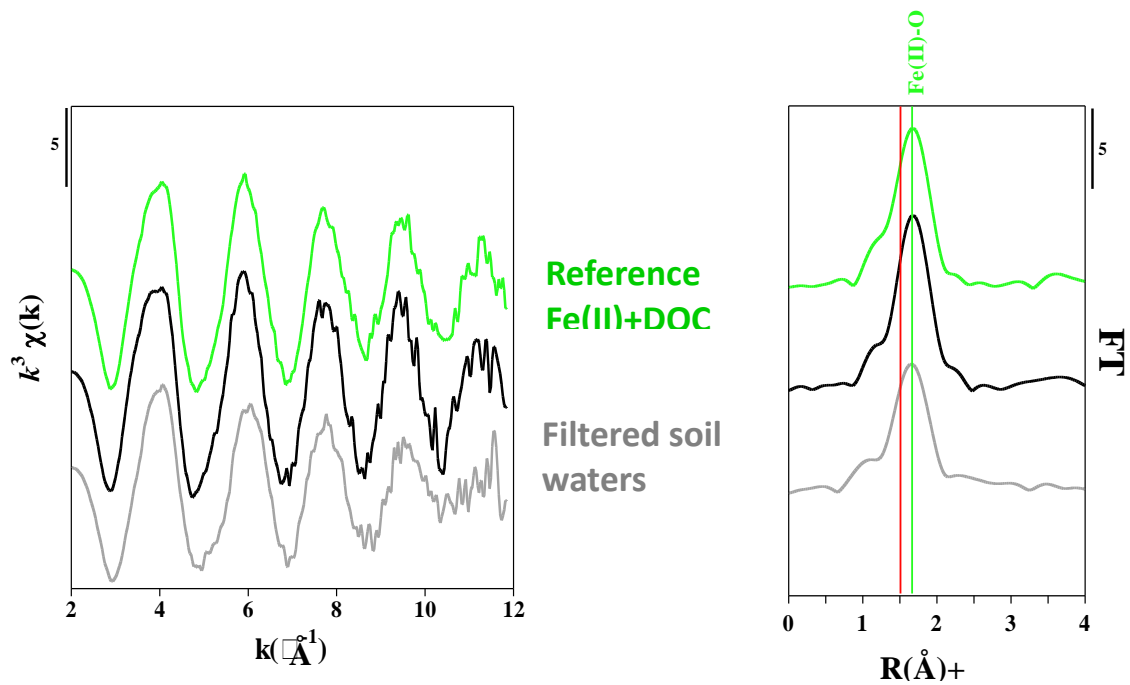 Fe(II)-O
5
5
k³ χ(k)
Reference
Fe(II)+DOC
Filtered soil
waters
FT
2 4 6 8 10 12
0 1 2 3 4
k(Å⁻¹)
R(Å)+